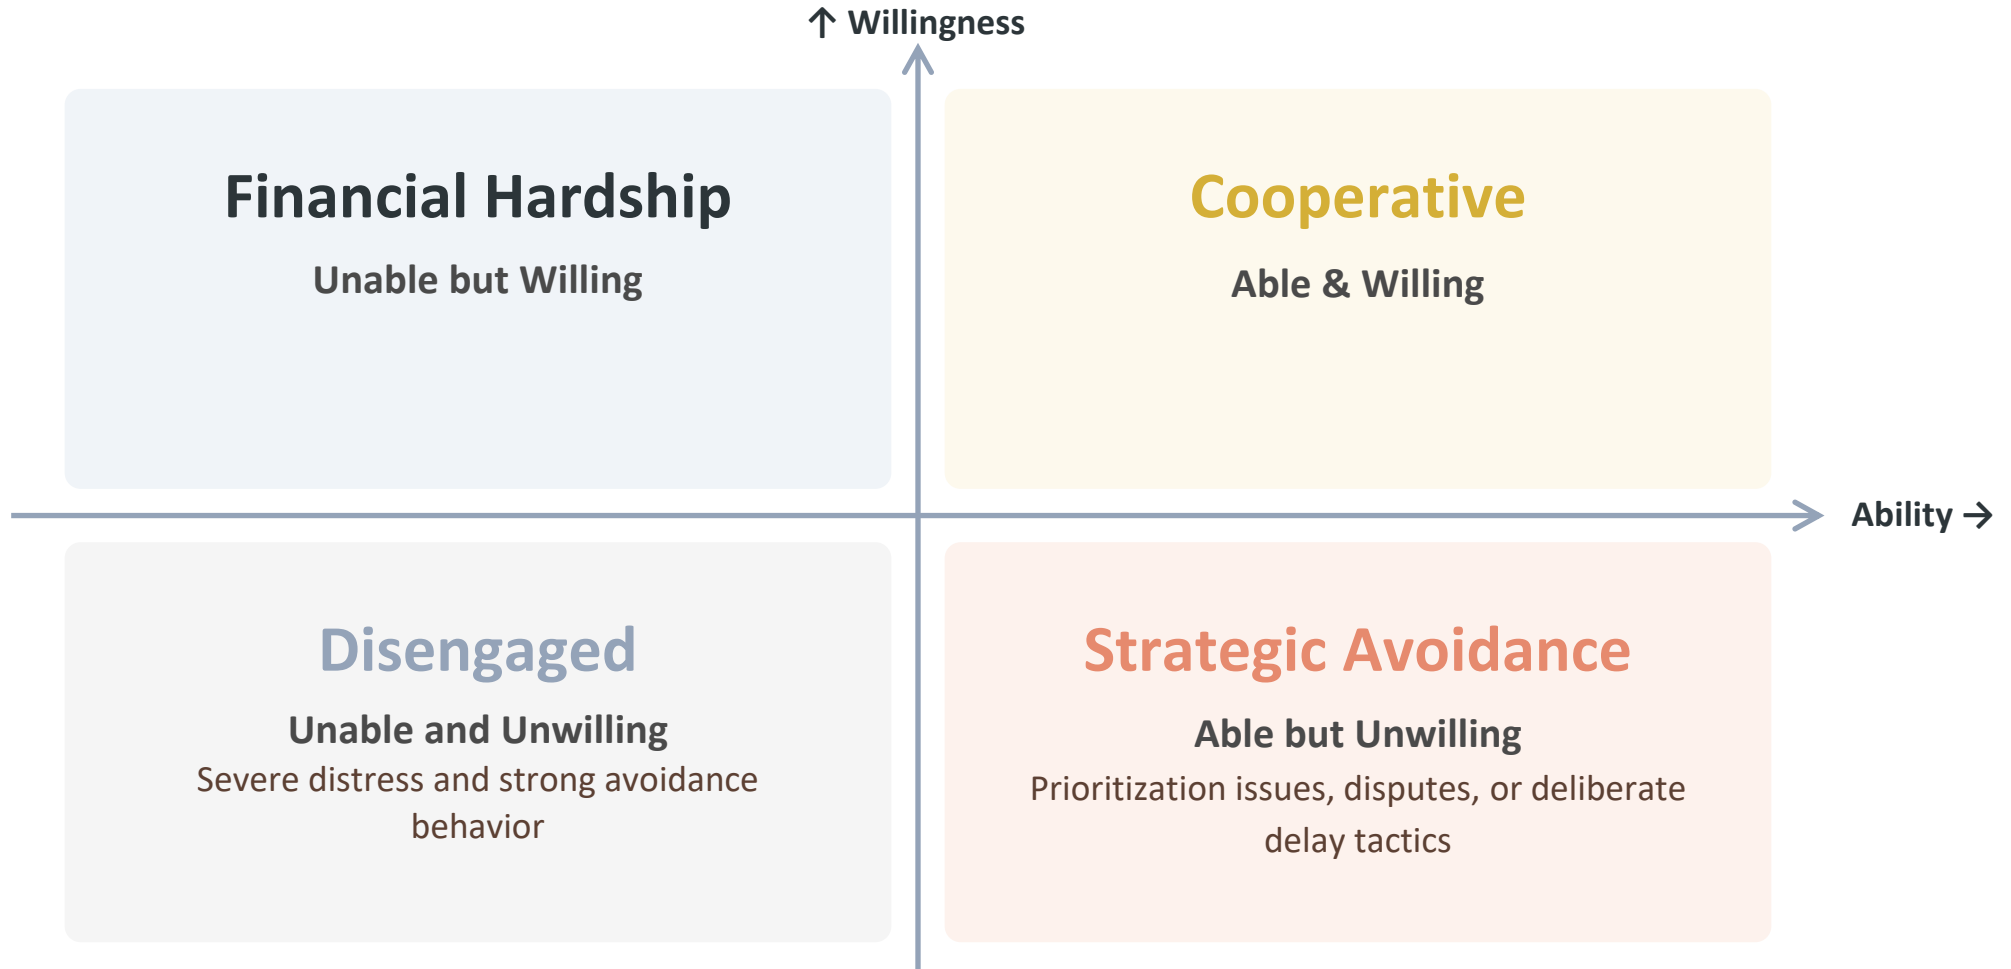 ↑ Willingness
Financial Hardship
Unable but Willing
Cooperative
Able & Willing
Ability →
Disengaged
Unable and Unwilling
Severe distress and strong avoidance
behavior
Strategic Avoidance
Able but Unwilling
Prioritization issues, disputes, or deliberate
delay tactics